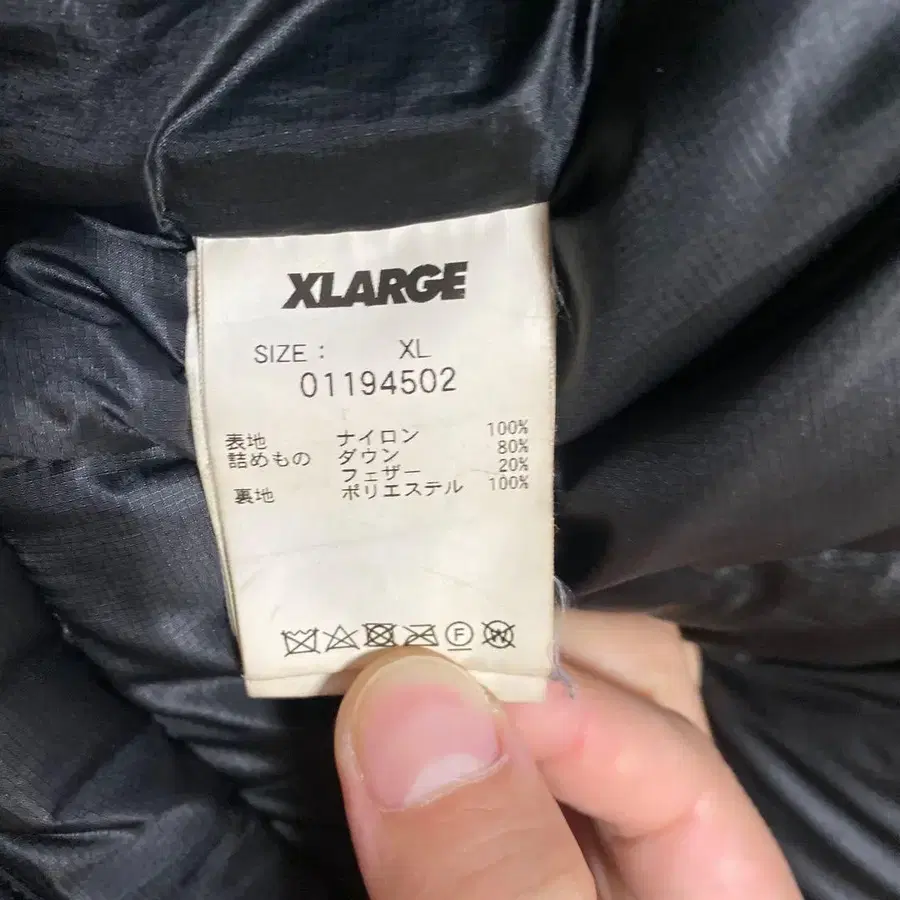 XLARGE
SIZE : XL
01194502
表地 ナイロン 100%
詰めもの ダウン 80%
フェザー 20%
裏地 ポリエステル 100%
F W